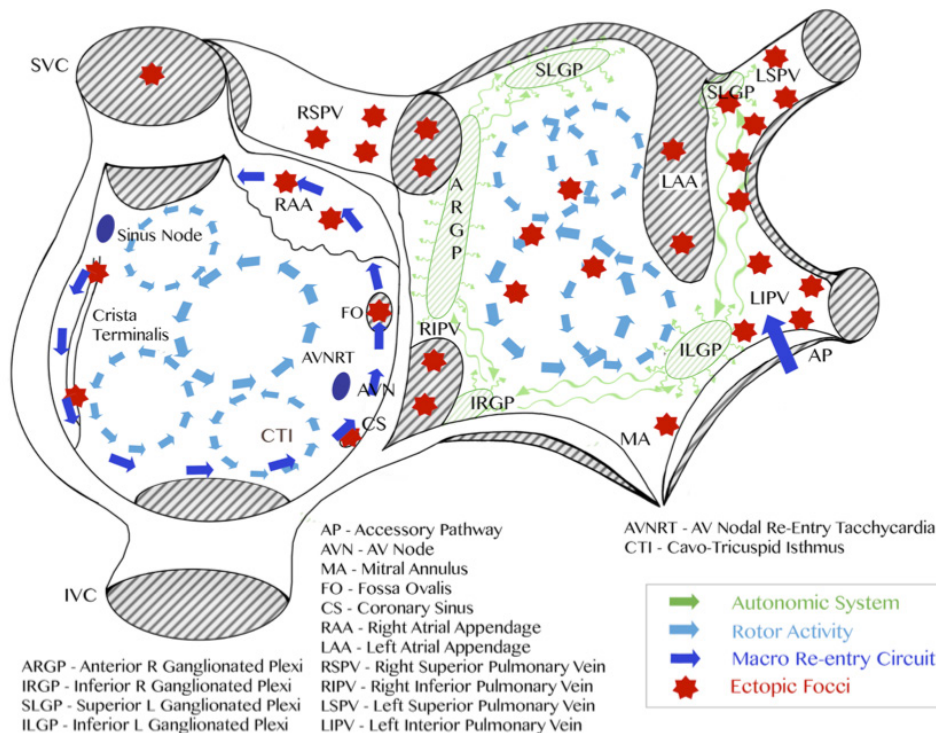 SVC
RSPV
SLGP
SLGP
LSPV
ARGP
LAA
RAA
Sinus Node
Crista
Terminalis
FO
RIPV
LIPV
AVNRT
AVN
ILGP
AP
IRGP
CTI
CS
MA
IVC
AP - Accessory Pathway
AVN - AV Node
MA - Mitral Annulus
FO - Fossa Ovalis
CS - Coronary Sinus
RAA - Right Atrial Appendage
LAA - Left Atrial Appendage
RSPV - Right Superior Pulmonary Vein
RIPV - Right Inferior Pulmonary Vein
LSPV - Left Superior Pulmonary Vein
LIPV - Left Interior Pulmonary Vein
ARGP - Anterior R Ganglionated Plexi
IRGP - Inferior R Ganglionated Plexi
SLGP - Superior L Ganglionated Plexi
ILGP - Inferior L Ganglionated Plexi
AVNRT - AV Nodal Re-Entry Tacchycardia
CTI - Cavo-Tricuspid Isthmus
Autonomic System
Rotor Activity
Macro Re-entry Circuit
Ectopic Focci